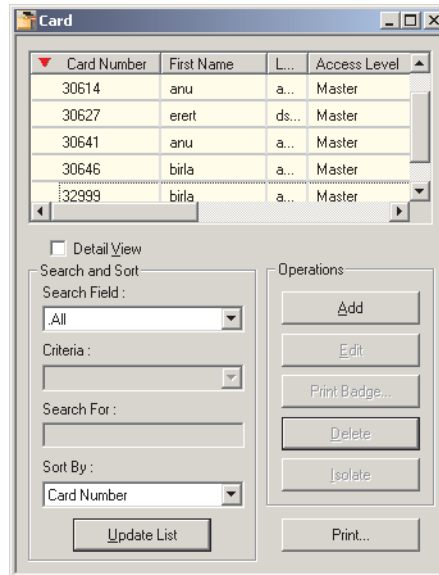 Card
Card Number First Name L... Access Level
30614 anu a... Master
30627 erert ds... Master
30641 anu a... Master
30646 birla a... Master
32999 birla a... Master
Detail View
Search and Sort
Search Field :
.All
Criteria :
Search For :
Sort By :
Card Number
Update List
Operations
Add
Edit
Print Badge...
Delete
Isolate
Print...